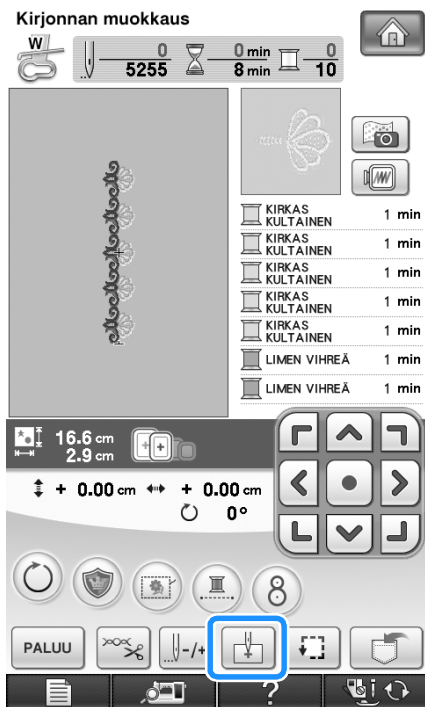 Kirjonnan muokkaus
W
0
5255
0 min
8 min
0
10
KIRKAS
KULTAINEN
1 min
KIRKAS
KULTAINEN
1 min
KIRKAS
KULTAINEN
1 min
KIRKAS
KULTAINEN
1 min
KIRKAS
KULTAINEN
1 min
LIMEN VIHREÄ
1 min
LIMEN VIHREÄ
1 min
16.6 cm
2.9 cm
+ 0.00 cm + 0.00 cm
0°
8
PALUU
-/+
?